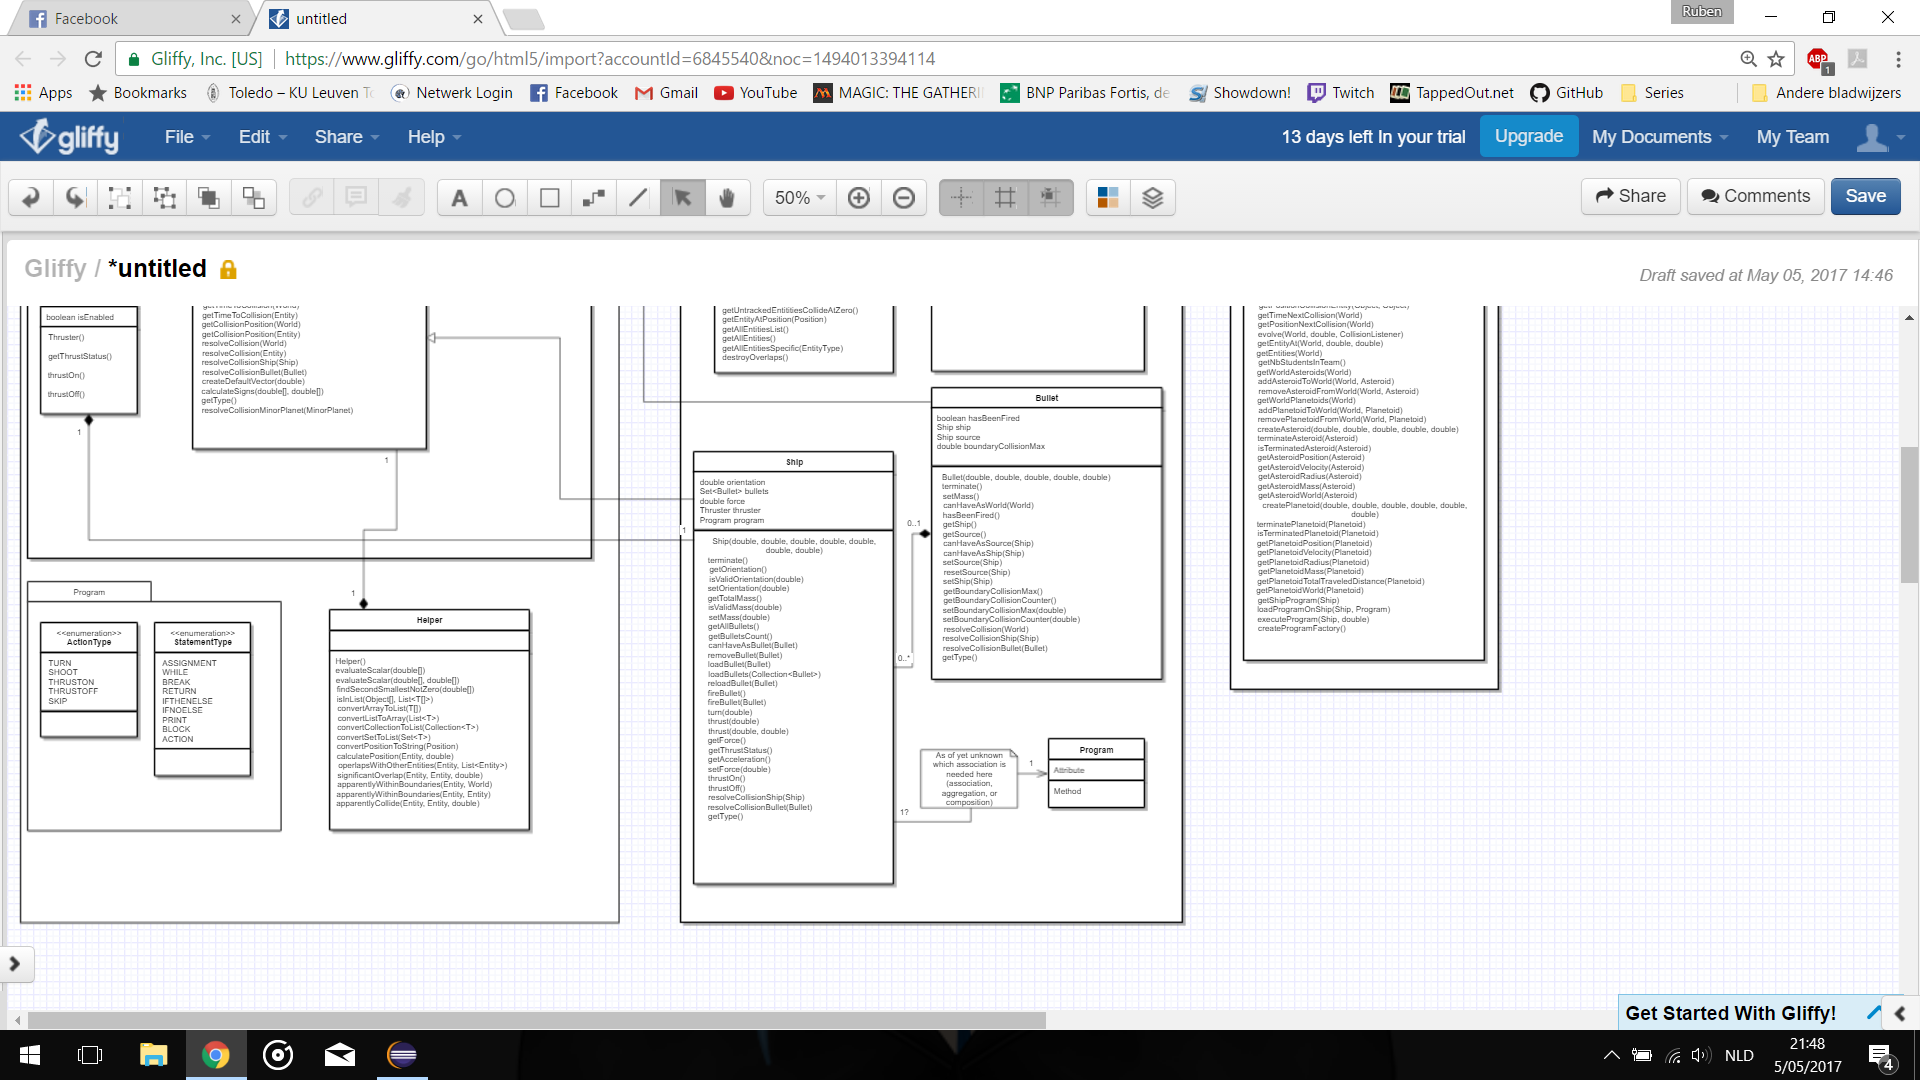 Facebook
untitled
Ruben
Gliffy, Inc. [US]
https://www.gliffy.com/go/html5/import?accountId=6845540&noc=1494013394114
ABP
1
Apps
Bookmarks
Toledo – KU Leuven
Netwerk Login
Facebook
Gmail
YouTube
MAGIC: THE GATHERI
BNP Paribas Fortis, de
Showdown!
Twitch
TappedOut.net
GitHub
Series
Andere bladwijzers
gliffy
File
Edit
Share
Help
13 days left In your trial
Upgrade
My Documents
My Team
A
50%
Share
Comments
Save
Gliffy / *untitled
Draft saved at May 05, 2017 14:46
boolean isEnabled
Thruster()
getThrustStatus()
thrustOn()
thrustOff()
1
getTimeToCollision(World)
getTimeToCollision(Entity)
getCollisionPosition(World)
getCollisionPosition(Entity)
resolveCollision(World)
resolveCollision(Entity)
resolveCollisionShip(Ship)
resolveCollisionBullet(Bullet)
createDefaultVector(double)
calculateSigns(double[], double[])
getType()
resolveCollisionMinorPlanet(MinorPlanet)
1
1
Program
<<enumeration>>
ActionType
TURN
SHOOT
THRUSTON
THRUSTOFF
SKIP
<<enumeration>>
StatementType
ASSIGNMENT
WHILE
BREAK
RETURN
IFTHENELSE
IFNOELSE
PRINT
BLOCK
ACTION
Helper
Helper()
evaluateScalar(double[])
evaluateScalar(double[], double[])
findSecondSmallestNotZero(double[])
isInList(Object[], List<T[]>)
convertArrayToList(T[])
convertListToArray(List<T>)
convertCollectionToList(Collection<T>)
convertSetToList(Set<T>)
convertPositionToString(Position)
calculatePosition(Entity, double)
operlapsWithOtherEntities(Entity, List<Entity>)
significantOverlap(Entity, Entity, double)
apparentlyWithinBoundaries(Entity, World)
apparentlyWithinBoundaries(Entity, Entity)
apparentlyCollide(Entity, Entity, double)
getUntrackedEntitiesCollideAtZero()
getEntityAtPosition(Position)
getAllEntitiesList()
getAllEntities()
getAllEntitiesSpecific(EntityType)
destroyOverlaps()
Ship
double orientation
Set<Bullet> bullets
double force
Thruster thruster
Program program
1
Ship(double, double, double, double, double,
double, double)
terminate()
getOrientation()
isValidOrientation(double)
setOrientation(double)
getTotalMass()
isValidMass(double)
setMass(double)
getAllBullets()
getBulletsCount()
canHaveAsBullet(Bullet)
removeBullet(Bullet)
loadBullet(Bullet)
loadBullets(Collection<Bullet>)
reloadBullet(Bullet)
fireBullet()
fireBullet(Bullet)
turn(double)
thrust(double)
thrust(double, double)
getForce()
getThrustStatus()
getAcceleration()
setForce(double)
thrustOn()
thrustOff()
resolveCollisionShip(Ship)
resolveCollisionBullet(Bullet)
getType()
Bullet
boolean hasBeenFired
Ship ship
Ship source
double boundaryCollisionMax
Bullet(double, double, double, double, double)
terminate()
setMass()
canHaveAsWorld(World)
hasBeenFired()
getShip()
getSource()
canHaveAsSource(Ship)
canHaveAsShip(Ship)
setSource(Ship)
resetSource(Ship)
setShip(Ship)
getBoundaryCollisionMax()
getBoundaryCollisionCounter()
setBoundaryCollisionMax(double)
setBoundaryCollisionCounter(double)
resolveCollision(World)
resolveCollisionShip(Ship)
resolveCollisionBullet(Bullet)
getType()
0..1
0..*
As of yet unknown
which association is
needed here
(association,
aggregation, or
composition)
1
1?
Program
Attribute
Method
getPositionCollisionEntity(Object, Object)
getTimeNextCollision(World)
getPositionNextCollision(World)
evolve(World, double, CollisionListener)
getEntityAt(World, double, double)
getEntities(World)
getNbStudentsInTeam()
getWorldAsteroids(World)
addAsteroidToWorld(World, Asteroid)
removeAsteroidFromWorld(World, Asteroid)
getWorldPlanetoids(World)
addPlanetoidToWorld(World, Planetoid)
removePlanetoidFromWorld(World, Planetoid)
createAsteroid(double, double, double, double, double)
terminateAsteroid(Asteroid)
isTerminatedAsteroid(Asteroid)
getAsteroidPosition(Asteroid)
getAsteroidVelocity(Asteroid)
getAsteroidRadius(Asteroid)
getAsteroidMass(Asteroid)
getAsteroidWorld(Asteroid)
createPlanetoid(double, double, double, double, double,
double)
terminatePlanetoid(Planetoid)
isTerminatedPlanetoid(Planetoid)
getPlanetoidPosition(Planetoid)
getPlanetoidVelocity(Planetoid)
getPlanetoidRadius(Planetoid)
getPlanetoidMass(Planetoid)
getPlanetoidTotalTraveledDistance(Planetoid)
getPlanetoidWorld(Planetoid)
getShipProgram(Ship)
loadProgramOnShip(Ship, Program)
executeProgram(Ship, double)
createProgramFactory()
Get Started With Gliffy!
NLD
21:48
5/05/2017
4